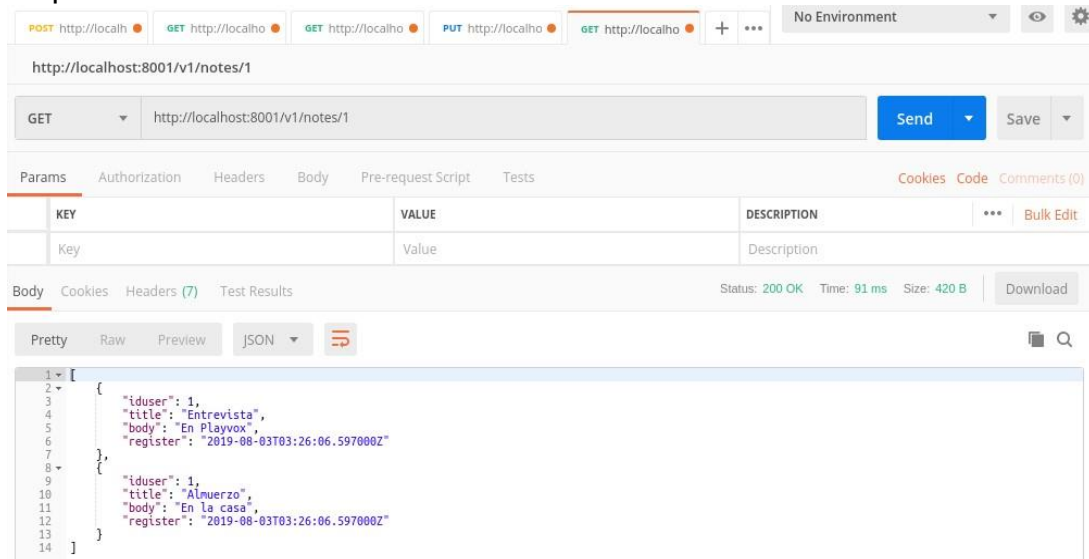 POST http://localh GET http://localho GET http://localho PUT http://localho GET http://localho + ••• No Environment
http://localhost:8001/v1/notes/1
GET http://localhost:8001/v1/notes/1 Send Save
Params Authorization Headers Body Pre-request Script Tests Cookies Code Comments (0)
KEY VALUE DESCRIPTION ••• Bulk Edit
Key Value Description
Body Cookies Headers (7) Test Results Status: 200 OK Time: 91 ms Size: 420 B Download
Pretty Raw Preview JSON
1 [
2 {
3 "iduser": 1,
4 "title": "Entrevista",
5 "body": "En Playvox",
6 "register": "2019-08-03T03:26:06.597000Z"
7 },
8 {
9 "iduser": 1,
10 "title": "Almuerzo",
11 "body": "En la casa",
12 "register": "2019-08-03T03:26:06.597000Z"
13 }
14 ]